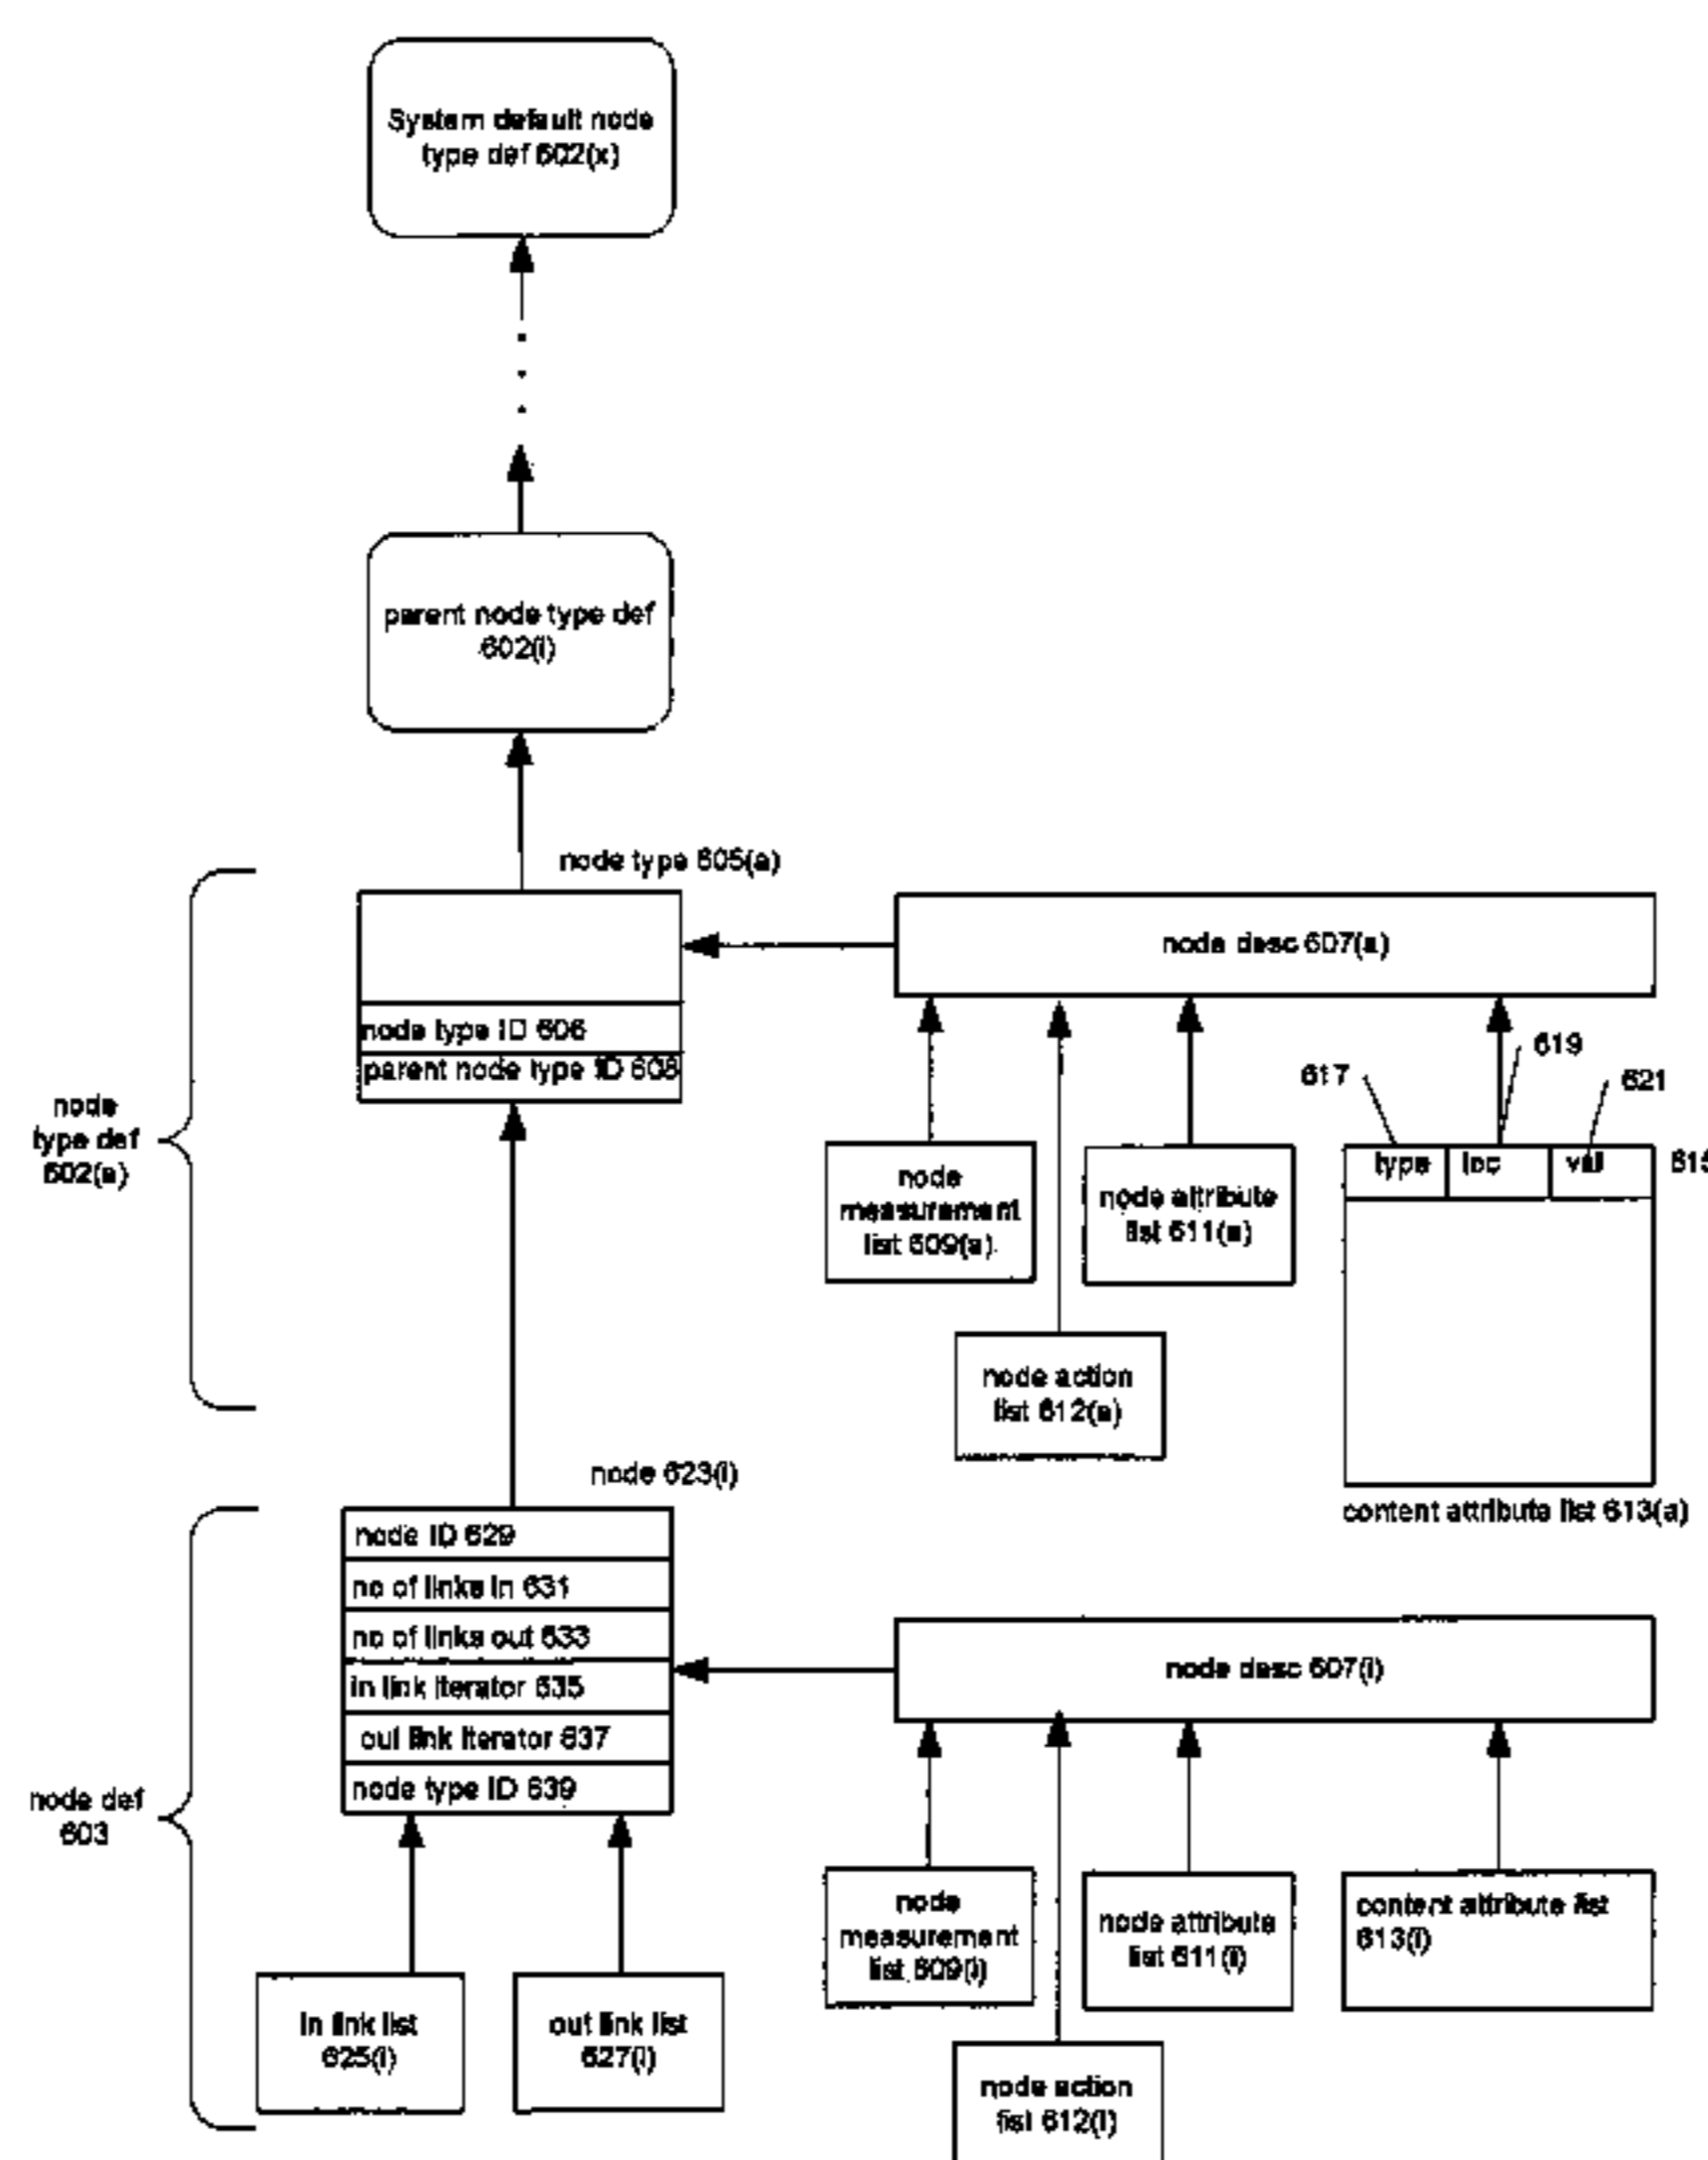 System default node
type def 602(x)
parent node type def
602(i)
node type 605(a)
node desc 607(a)
node type ID 606
parent node type ID 608
node
type def
602(a)
617
619
621
type
loc
val
615
node
measurement
list 609(a)
node attribute
list 611(a)
node action
list 612(a)
content attribute list 613(a)
node 623(i)
node ID 629
no of links in 631
no of links out 633
in link iterator 635
out link iterator 637
node type ID 639
node desc 607(i)
node def
603
node
measurement
list 609(i)
node attribute
list 611(i)
content attribute list
613(i)
in link list
625(i)
out link list
627(i)
node action
list 612(i)